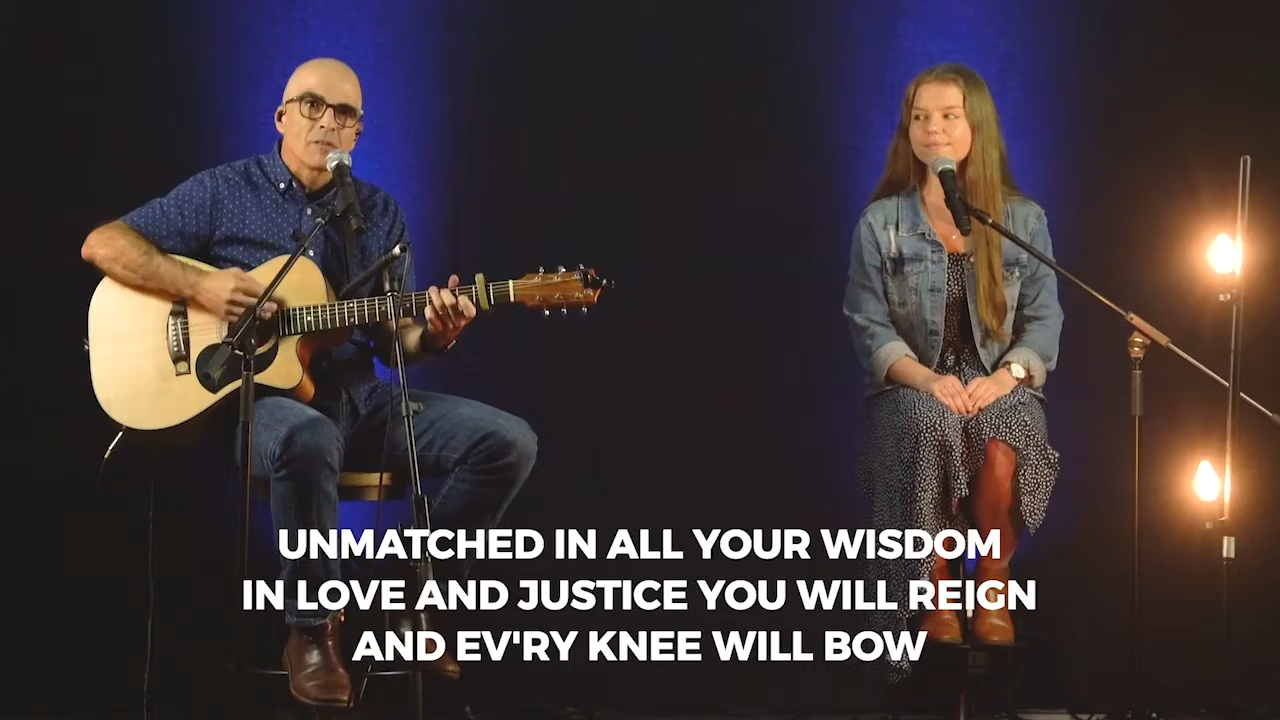 UNMATCHED IN ALL YOUR WISDOM
IN LOVE AND JUSTICE YOU WILL REIGN
AND EV'RY KNEE WILL BOW